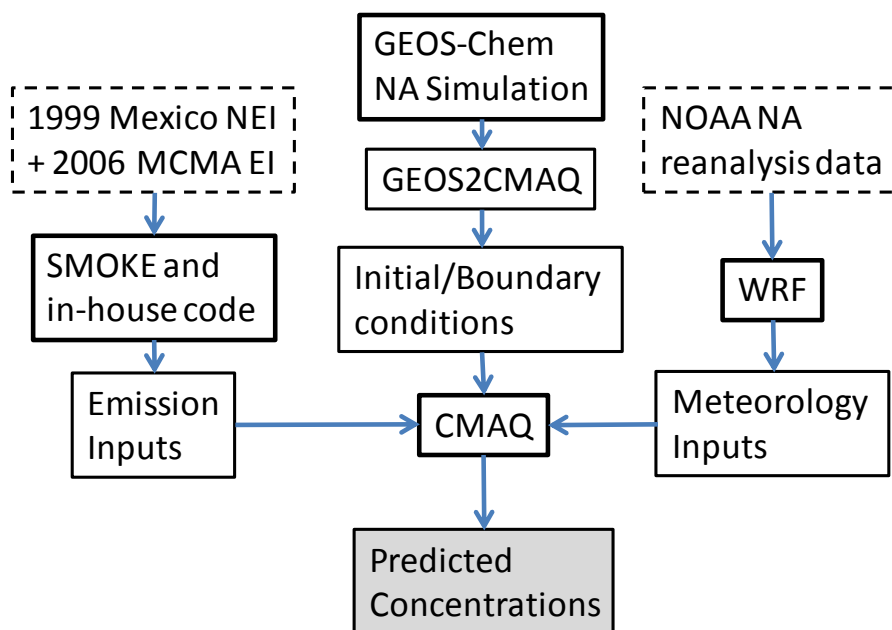 GEOS-Chem
NA Simulation
1999 Mexico NEI
+ 2006 MCMA EI
NOAA NA
reanalysis data
GEOS2CMAQ
SMOKE and
in-house code
Initial/Boundary
conditions
WRF
Emission
Inputs
CMAQ
Meteorology
Inputs
Predicted
Concentrations